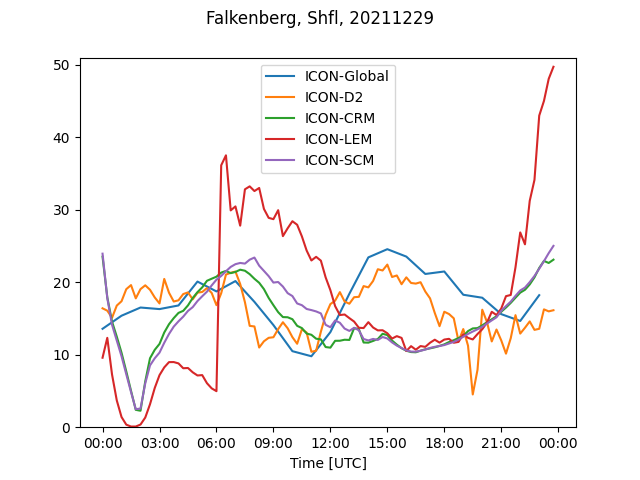 Falkenberg, Shfl, 20211229
50
40
30
20
10
0
ICON-Global
ICON-D2
ICON-CRM
ICON-LEM
ICON-SCM
00:00 03:00 06:00 09:00 12:00 15:00 18:00 21:00 00:00
Time [UTC]